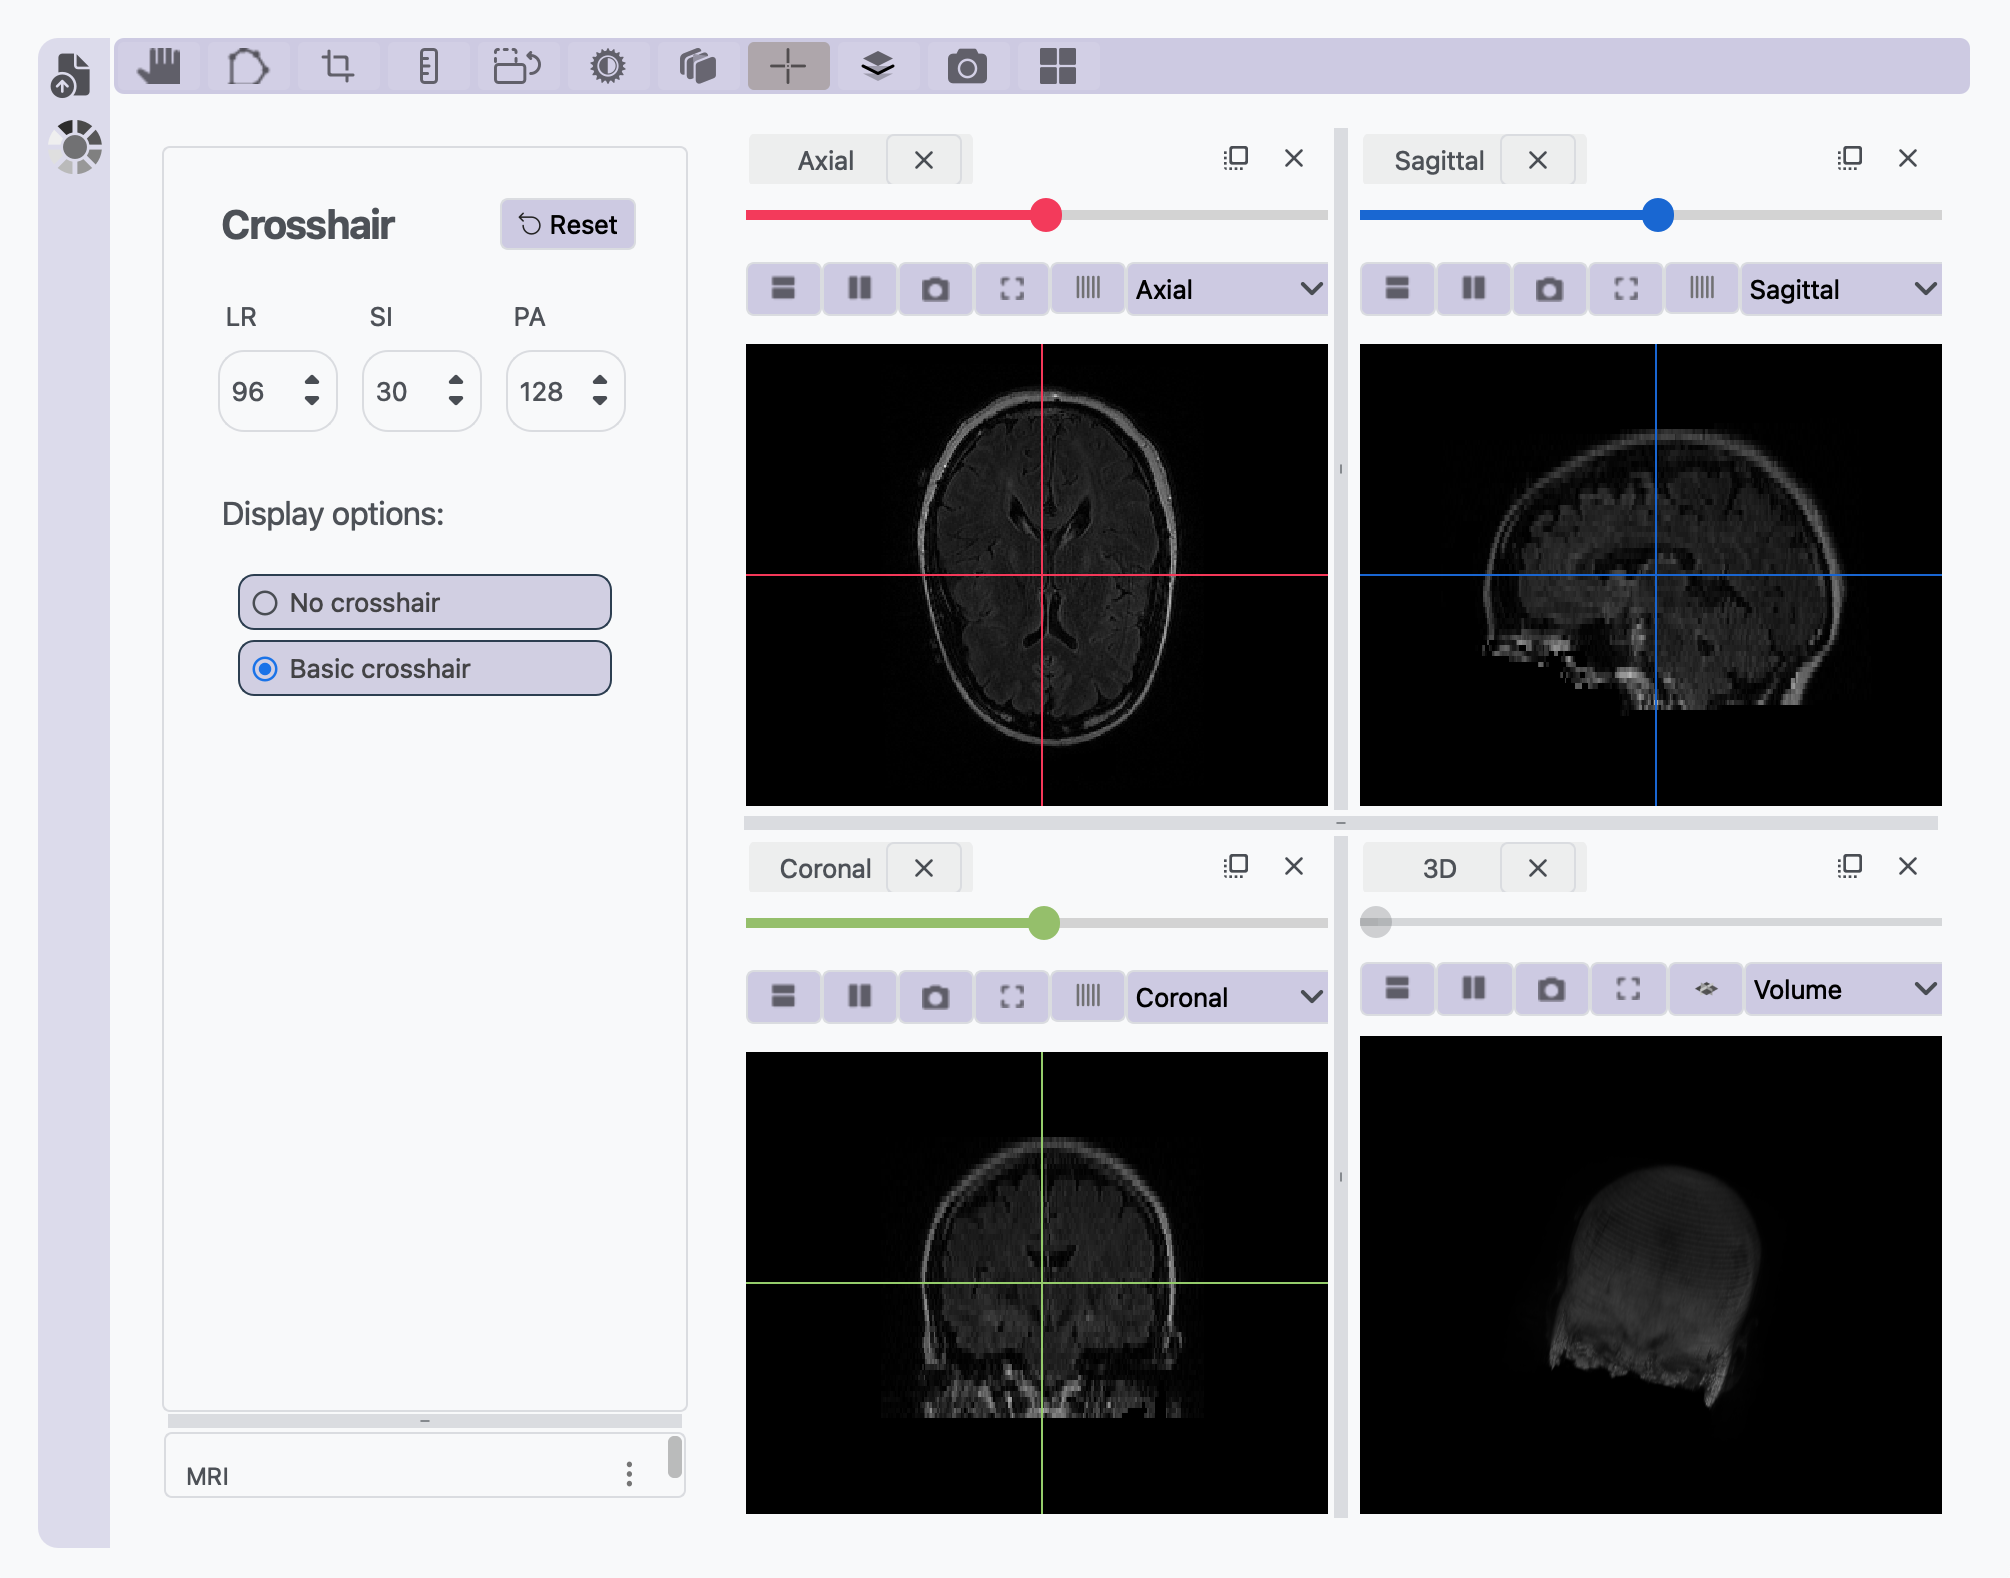 Crosshair
Reset
LR SI PA
96 30 128
Display options:
No crosshair
Basic crosshair
MRI
Axial
Axial
Sagittal
Sagittal
Coronal
Coronal
3D
Volume